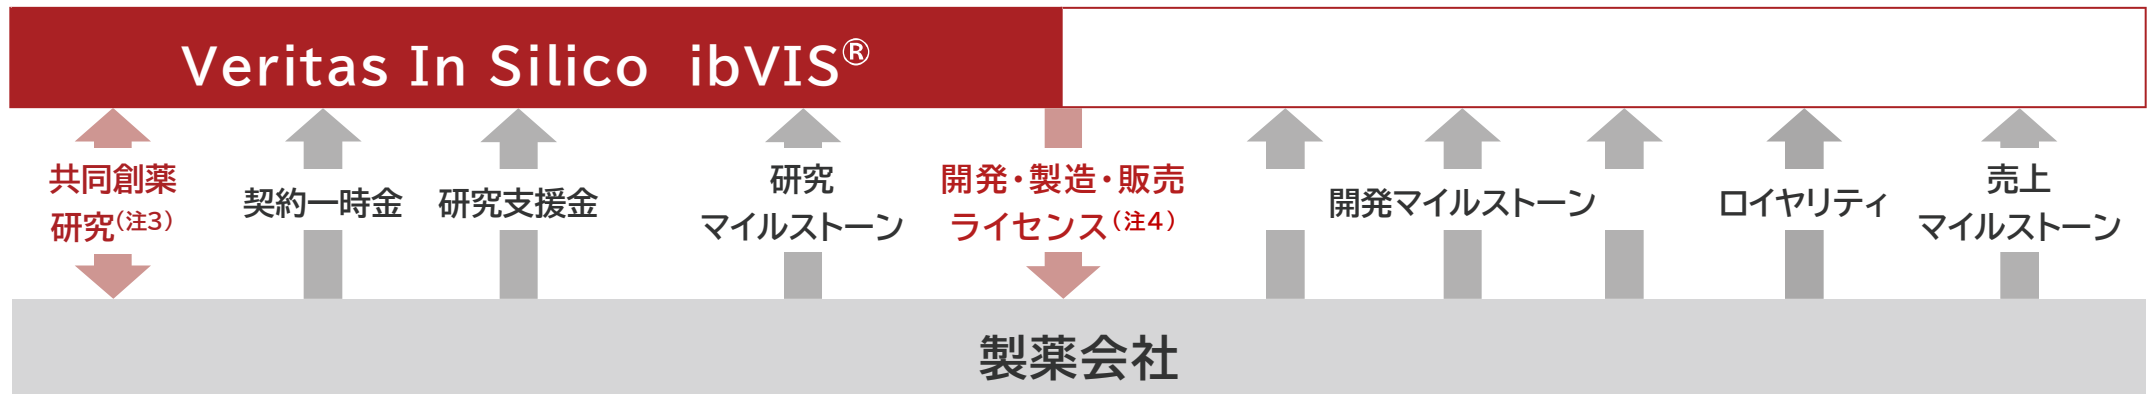 Veritas In Silico ibVIS®
共同創薬
研究(注3)
契約一時金
研究支援金
研究
マイルストーン
開発・製造・販売
ライセンス(注4)
開発マイルストーン
ロイヤリティ
売上
マイルストーン
製薬会社